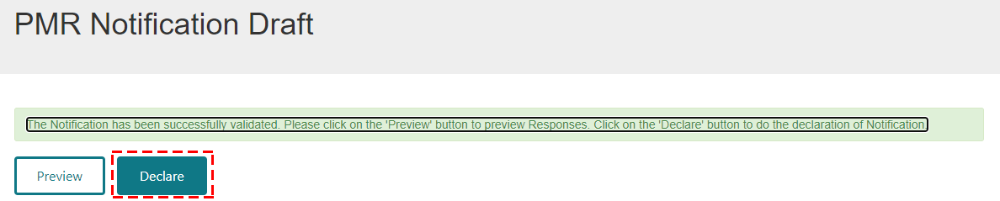 PMR Notification Draft
The Notification has been successfully validated. Please click on the 'Preview' button to preview Responses. Click on the 'Declare' button to do the declaration of Notification.
Preview
Declare